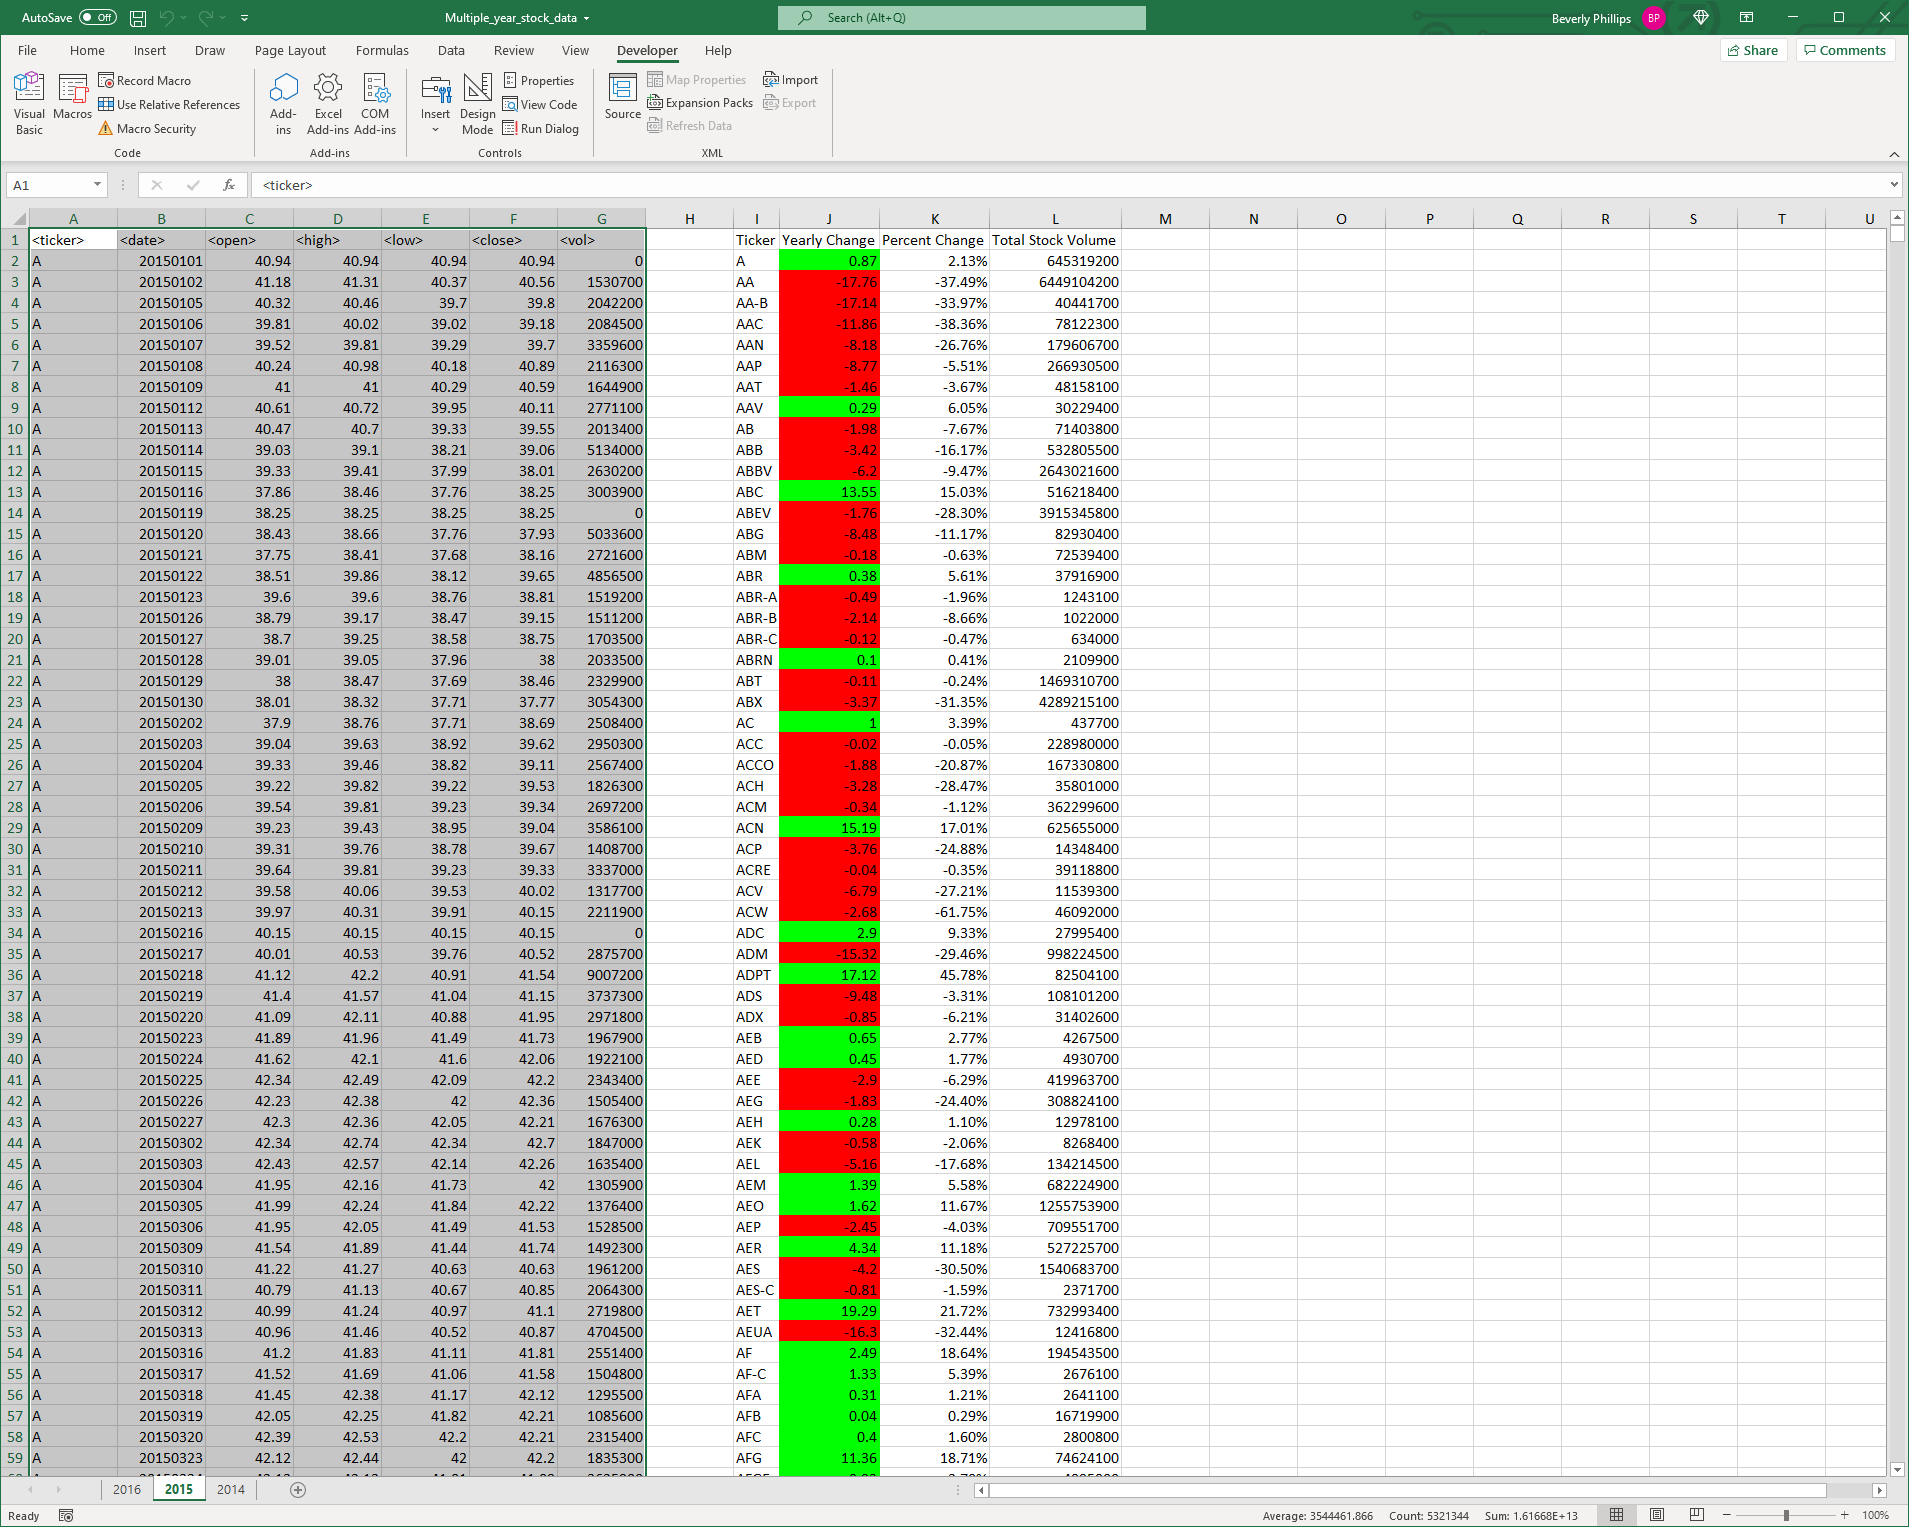 AutoSave Off Multiple_year_stock_data Search (Alt+Q) Beverly Phillips BP
File Home Insert Draw Page Layout Formulas Data Review View Developer Help Share Comments
Visual Basic Macros Record Macro Use Relative References Macro Security Add-ins Excel Add-ins COM Add-ins Insert Design Mode Properties View Code Run Dialog Source Map Properties Expansion Packs Refresh Data Import Export
Code Add-ins Controls XML
A1 fx <ticker>
A B C D E F G H I J K L M N O P Q R S T U
1 <ticker> <date> <open> <high> <low> <close> <vol> Ticker Yearly Change Percent Change Total Stock Volume
2 A 20150101 40.94 40.94 40.94 40.94 0 A 0.87 2.13% 645319200
3 A 20150102 41.18 41.31 40.37 40.56 1530700 AA -17.76 -37.49% 6449104200
4 A 20150105 40.32 40.46 39.7 39.8 2042200 AA-B -17.14 -33.97% 40441700
5 A 20150106 39.81 40.02 39.02 39.18 2084500 AAC -11.86 -38.36% 78122300
6 A 20150107 39.52 39.81 39.29 39.7 3359600 AAN -8.18 -26.76% 179606700
7 A 20150108 40.24 40.98 40.18 40.89 2116300 AAP -8.77 -5.51% 266930500
8 A 20150109 41 41 40.29 40.59 1644900 AAT -1.46 -3.67% 48158100
9 A 20150112 40.61 40.72 39.95 40.11 2771100 AAV 0.29 6.05% 30229400
10 A 20150113 40.47 40.7 39.33 39.55 2013400 AB -1.98 -7.67% 71403800
11 A 20150114 39.03 39.1 38.21 39.06 5134000 ABB -3.42 -16.17% 532805500
12 A 20150115 39.33 39.41 37.99 38.01 2630200 ABBV -6.2 -9.47% 2643021600
13 A 20150116 37.86 38.46 37.76 38.25 3003900 ABC 13.55 15.03% 516218400
14 A 20150119 38.25 38.25 38.25 38.25 0 ABEV -1.76 -28.30% 3915345800
15 A 20150120 38.43 38.66 37.76 37.93 5033600 ABG -8.48 -11.17% 82930400
16 A 20150121 37.75 38.41 37.68 38.16 2721600 ABM -0.18 -0.63% 72539400
17 A 20150122 38.51 39.86 38.12 39.65 4856500 ABR 0.38 5.61% 37916900
18 A 20150123 39.6 39.6 38.76 38.81 1519200 ABR-A -0.49 -1.96% 1243100
19 A 20150126 38.79 39.17 38.47 39.15 1511200 ABR-B -2.14 -8.66% 1022000
20 A 20150127 38.7 39.25 38.58 38.75 1703500 ABR-C -0.12 -0.47% 634000
21 A 20150128 39.01 39.05 37.96 38 2033500 ABRN 0.1 0.41% 2109900
22 A 20150129 38 38.47 37.69 38.46 2329900 ABT -0.11 -0.24% 1469310700
23 A 20150130 38.01 38.32 37.71 37.77 3054300 ABX -3.37 -31.35% 4289215100
24 A 20150202 37.9 38.76 37.71 38.69 2508400 AC 1 3.39% 437700
25 A 20150203 39.04 39.63 38.92 39.62 2950300 ACC -0.02 -0.05% 228980000
26 A 20150204 39.33 39.46 38.82 39.11 2567400 ACCO -1.88 -20.87% 167330800
27 A 20150205 39.22 39.82 39.22 39.53 1826300 ACH -3.28 -28.47% 35801000
28 A 20150206 39.54 39.81 39.23 39.34 2697200 ACM -0.34 -1.12% 362299600
29 A 20150209 39.23 39.43 38.95 39.04 3586100 ACN 15.19 17.01% 625655000
30 A 20150210 39.31 39.76 38.78 39.67 1408700 ACP -3.76 -24.88% 14348400
31 A 20150211 39.64 39.81 39.23 39.33 3337000 ACRE -0.04 -0.35% 39118800
32 A 20150212 39.58 40.06 39.53 40.02 1317700 ACV -6.79 -27.21% 11539300
33 A 20150213 39.97 40.31 39.91 40.15 2211900 ACW -2.68 -61.75% 46092000
34 A 20150216 40.15 40.15 40.15 40.15 0 ADC 2.9 9.33% 27995400
35 A 20150217 40.01 40.53 39.76 40.52 2875700 ADM -15.32 -29.46% 998224500
36 A 20150218 41.12 42.2 40.91 41.54 9007200 ADPT 17.12 45.78% 82504100
37 A 20150219 41.4 41.57 41.04 41.15 3737300 ADS -9.48 -3.31% 108101200
38 A 20150220 41.09 42.11 40.88 41.95 2971800 ADX -0.85 -6.21% 31402600
39 A 20150223 41.89 41.96 41.49 41.73 1967900 AEB 0.65 2.77% 4267500
40 A 20150224 41.62 42.1 41.6 42.06 1922100 AED 0.45 1.77% 4930700
41 A 20150225 42.34 42.49 42.09 42.2 2343400 AEE -2.9 -6.29% 419963700
42 A 20150226 42.23 42.38 42 42.36 1505400 AEG -1.83 -24.40% 308824100
43 A 20150227 42.3 42.36 42.05 42.21 1676300 AEH 0.28 1.10% 12978100
44 A 20150302 42.34 42.74 42.34 42.7 1847000 AEK -0.58 -2.06% 8268400
45 A 20150303 42.43 42.57 42.14 42.26 1635400 AEL -5.16 -17.68% 134214500
46 A 20150304 41.95 42.16 41.73 42 1305900 AEM 1.39 5.58% 682224900
47 A 20150305 41.99 42.24 41.84 42.22 1376400 AEO 1.62 11.67% 1255753900
48 A 20150306 41.95 42.05 41.49 41.53 1528500 AEP -2.45 -4.03% 709551700
49 A 20150309 41.54 41.89 41.44 41.74 1492300 AER 4.34 11.18% 527225700
50 A 20150310 41.22 41.27 40.63 40.63 1961200 AES -4.2 -30.50% 1540683700
51 A 20150311 40.79 41.13 40.67 40.85 2064300 AES-C -0.81 -1.59% 2371700
52 A 20150312 40.99 41.24 40.97 41.1 2719800 AET 19.29 21.72% 732993400
53 A 20150313 40.96 41.46 40.52 40.87 4704500 AEUA -16.3 -32.44% 12416800
54 A 20150316 41.2 41.83 41.11 41.81 2551400 AF 2.49 18.64% 194543500
55 A 20150317 41.52 41.69 41.06 41.58 1504800 AF-C 1.33 5.39% 2676100
56 A 20150318 41.45 42.38 41.17 42.12 1295500 AFA 0.31 1.21% 2641100
57 A 20150319 42.05 42.25 41.82 42.21 1085600 AFB 0.04 0.29% 16719900
58 A 20150320 42.39 42.53 42.2 42.21 2315400 AFC 0.4 1.60% 2800800
59 A 20150323 42.12 42.44 42 42.2 1835300 AFG 11.36 18.71% 74624100
2016 2015 2014
Ready Average: 3544461.866 Count: 5321344 Sum: 1.61668E+13 100%